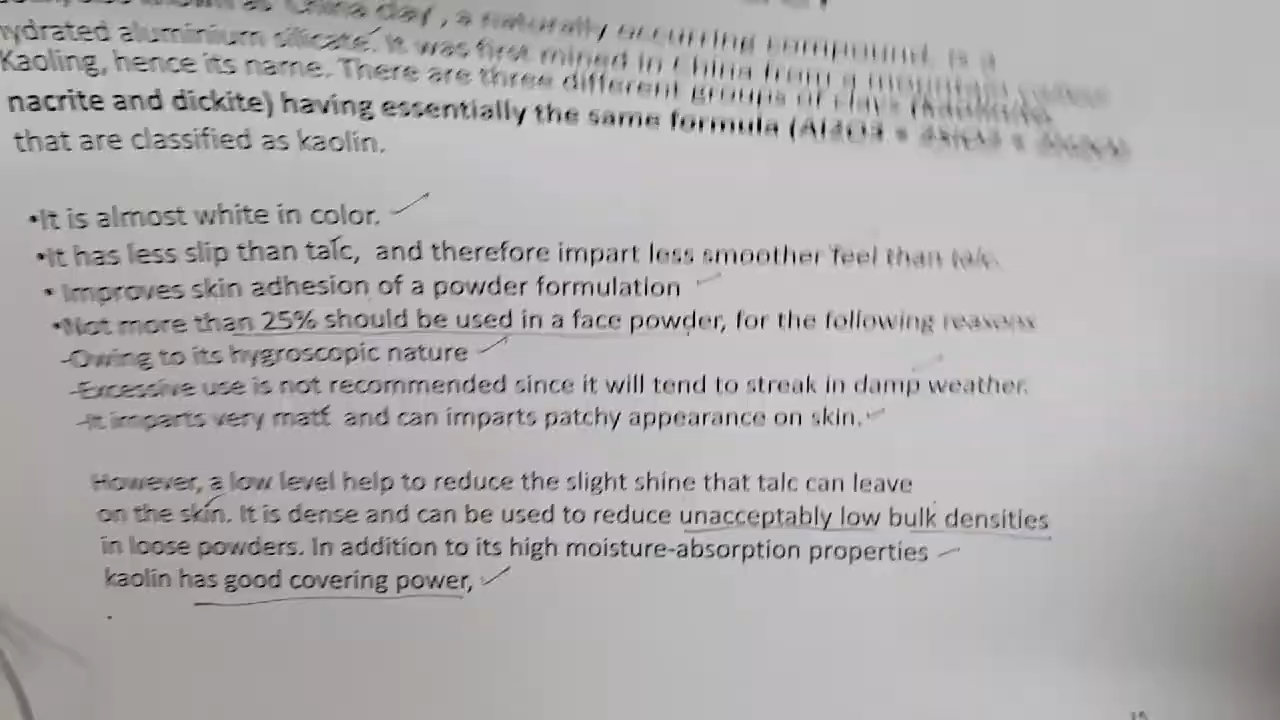 as China clay, a naturally occurring compound, is a
hydrated aluminium silicate. It was first mined in China from a mountain
Kaoling, hence its name. There are three different groups of clays
nacrite and dickite) having essentially the same formula
that are classified as kaolin.
•It is almost white in color.
•It has less slip than talc, and therefore impart less smoother feel than talc.
• Improves skin adhesion of a powder formulation
•Not more than 25% should be used in a face powder, for the following reasons
-Owing to its hygroscopic nature
-Excessive use is not recommended since it will tend to streak in damp weather.
-It imparts very matt and can imparts patchy appearance on skin.
However, a low level help to reduce the slight shine that talc can leave
on the skin. It is dense and can be used to reduce unacceptably low bulk densities
in loose powders. In addition to its high moisture-absorption properties
kaolin has good covering power,